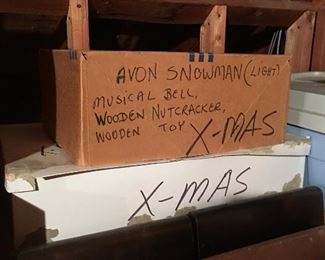 AVON SNOWMAN (LIGHT)
MUSICAL BELL,
WOODEN NUTCRACKER,
WOODEN TOY
X-MAS
X-MAS